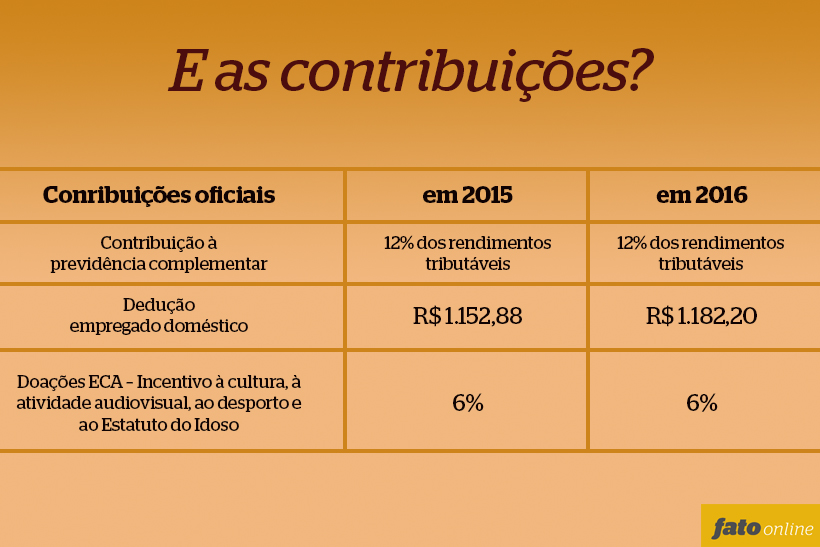 E as contribuições?
Conribuições oficiais
em 2015
em 2016
Contribuição à
previdência complementar
12% dos rendimentos
tributáveis
12% dos rendimentos
tributáveis
Dedução
empregado doméstico
R$ 1.152,88
R$ 1.182,20
Doações ECA – Incentivo à cultura, à
atividade audiovisual, ao desporto e
ao Estatuto do Idoso
6%
6%
fato online